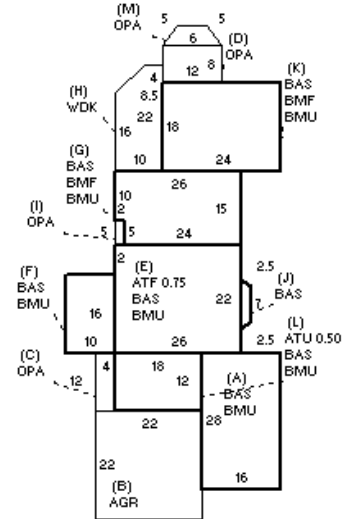 (M)
OPA
5
5
6
(D)
OPA
4
12
8
(K)
BAS
BMF
BMU
(H)
WDK
8.5
22
16
18
10
24
(G)
BAS
BMF
BMU
26
10
15
2
(I)
OPA
5
5
24
2
(E)
ATF 0.75
BAS
BMU
2.5
(J)
BAS
22
7
(F)
BAS
BMU
16
10
26
2.5
(L)
ATU 0.50
BMU
(C)
OPA
12
4
18
12
(A)
BAS
BMU
22
28
22
16
(B)
AGR